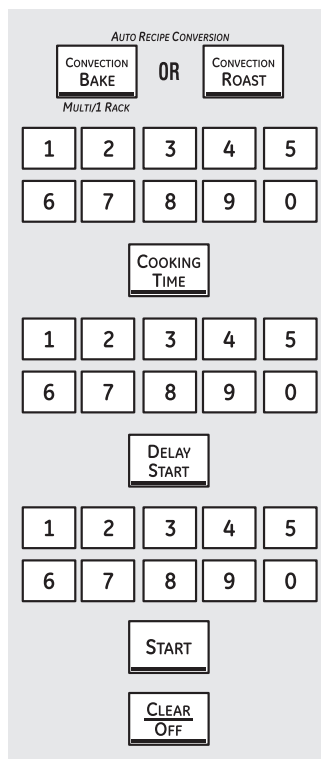 AUTO RECIPE CONVERSION
CONVECTION
BAKE
OR
CONVECTION
ROAST
MULTI/1 RACK
1 2 3 4 5
6 7 8 9 0
COOKING
TIME
1 2 3 4 5
6 7 8 9 0
DELAY
START
1 2 3 4 5
6 7 8 9 0
START
CLEAR
OFF